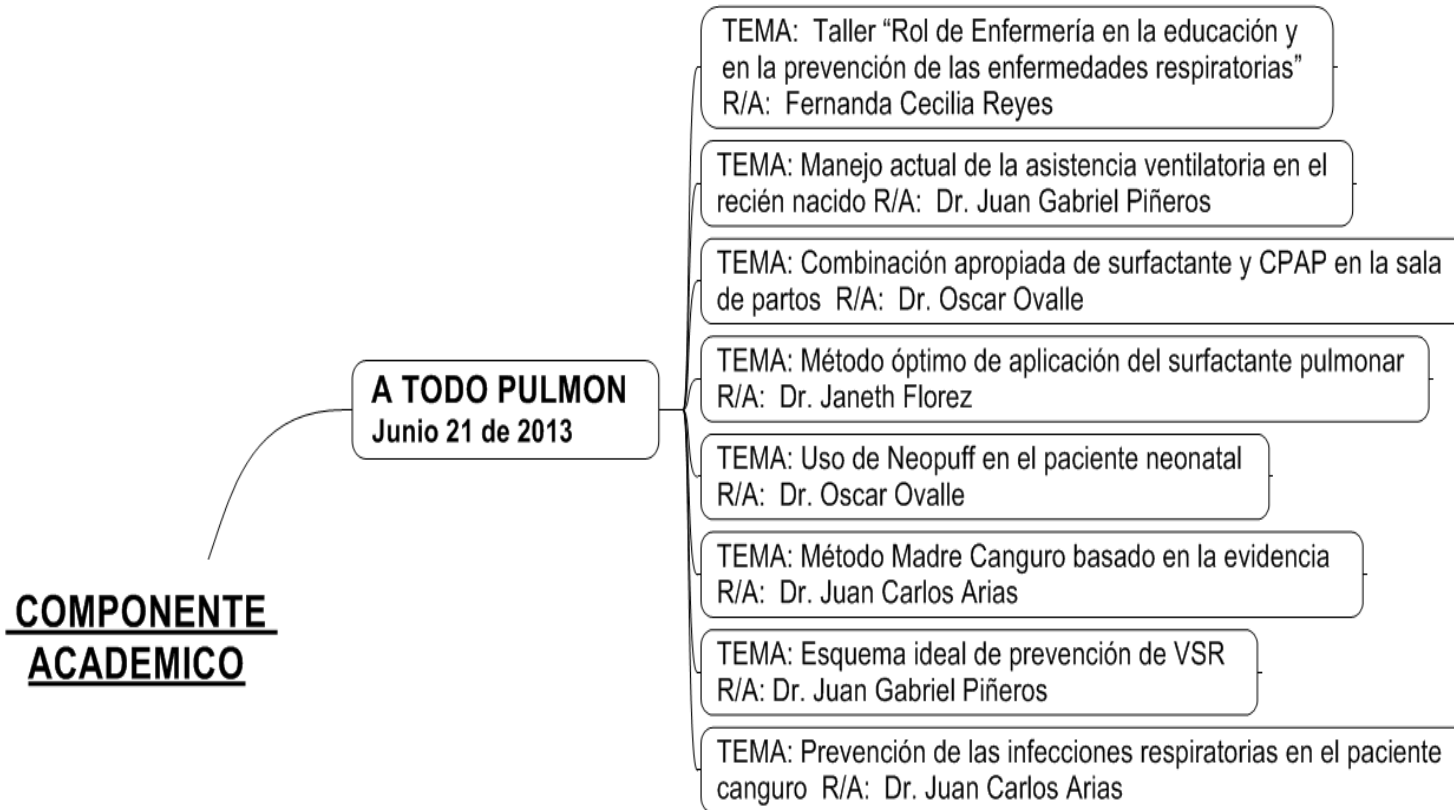 TEMA:  Taller “Rol de Enfermería en la educación y
en la prevención de las enfermedades respiratorias”
R/A:  Fernanda Cecilia Reyes
TEMA: Manejo actual de la asistencia ventilatoria en el
recién nacido R/A:  Dr. Juan Gabriel Piñeros
TEMA: Combinación apropiada de surfactante y CPAP en la sala
de partos  R/A:  Dr. Oscar Ovalle
TEMA: Método óptimo de aplicación del surfactante pulmonar
R/A:  Dr. Janeth Florez
TEMA: Uso de Neopuff en el paciente neonatal
R/A:  Dr. Oscar Ovalle
TEMA: Método Madre Canguro basado en la evidencia
R/A:  Dr. Juan Carlos Arias
TEMA: Esquema ideal de prevención de VSR
R/A: Dr. Juan Gabriel Piñeros
TEMA: Prevención de las infecciones respiratorias en el paciente
canguro  R/A:  Dr. Juan Carlos Arias
A TODO PULMON
Junio 21 de 2013
COMPONENTE
ACADEMICO